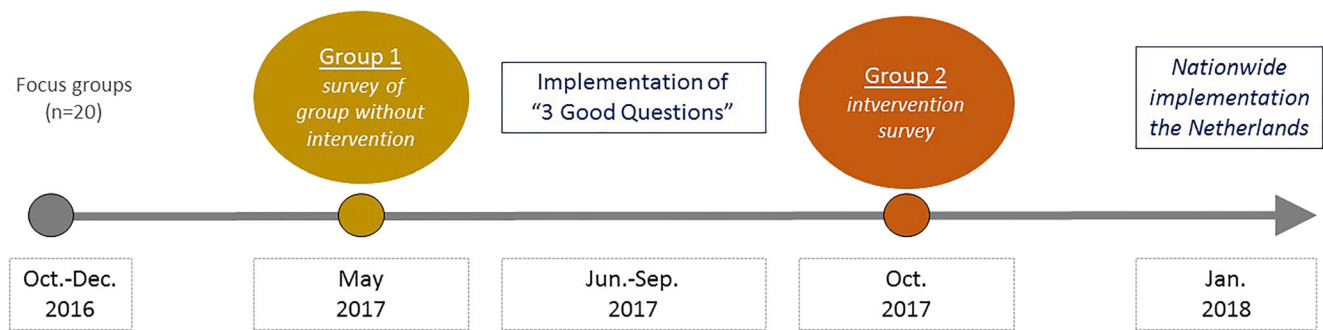 Focus groups
(n=20)
Group 1
survey of
group without
intervention
Implementation of
“3 Good Questions”
Group 2
intvervention
survey
Nationwide
implementation
the Netherlands
Oct.-Dec.
2016
May
2017
Jun.-Sep.
2017
Oct.
2017
Jan.
2018